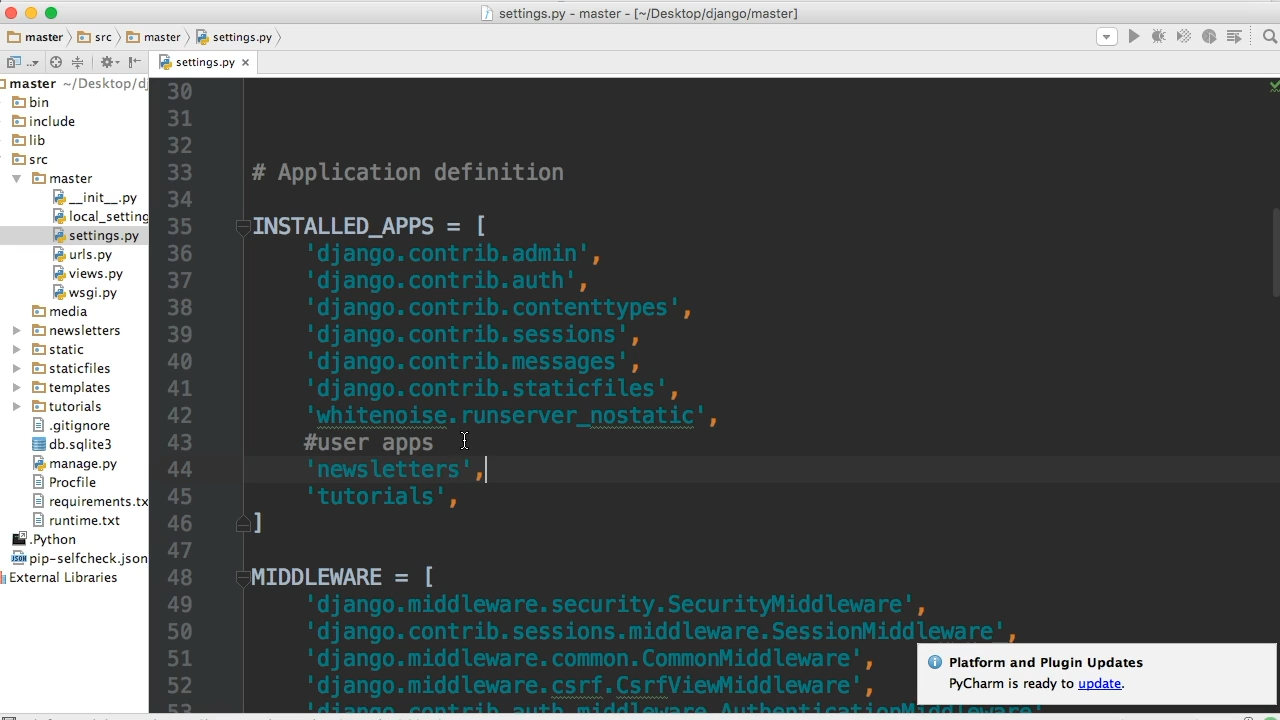 settings.py - master - [~/Desktop/django/master]
master src master settings.py
settings.py
master ~/Desktop/dj
bin
include
lib
src
master
__init__.py
local_setting
settings.py
urls.py
views.py
wsgi.py
media
newsletters
static
staticfiles
templates
tutorials
.gitignore
db.sqlite3
manage.py
Procfile
requirements.tx
runtime.txt
.Python
pip-selfcheck.json
External Libraries
30
31
32
33 # Application definition
34
35 INSTALLED_APPS = [
36 'django.contrib.admin',
37 'django.contrib.auth',
38 'django.contrib.contenttypes',
39 'django.contrib.sessions',
40 'django.contrib.messages',
41 'django.contrib.staticfiles',
42 'whitenoise.runserver_nostatic',
43 #user apps
44 'newsletters',
45 'tutorials',
46 ]
47
48 MIDDLEWARE = [
49 'django.middleware.security.SecurityMiddleware',
50 'django.contrib.sessions.middleware.SessionMiddleware',
51 'django.middleware.common.CommonMiddleware',
52 'django.middleware.csrf.CsrfViewMiddleware',
53 'django.contrib.auth.middleware.AuthenticationMiddleware'
Platform and Plugin Updates
PyCharm is ready to update.